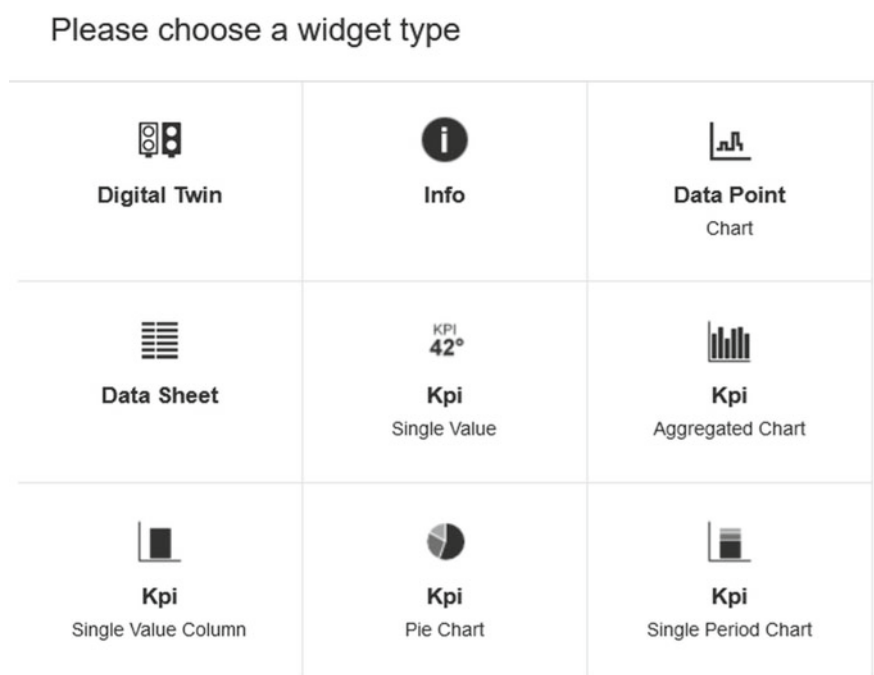 Please choose a widget type
Digital Twin
Info
Data Point
Chart
Data Sheet
KPI
42°
Kpi
Single Value
Kpi
Aggregated Chart
Kpi
Single Value Column
Kpi
Pie Chart
Kpi
Single Period Chart